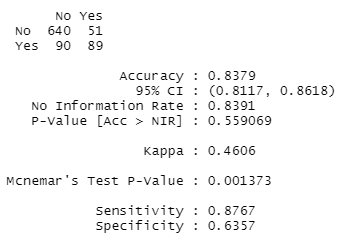 No Yes
No 640 51
Yes 90 89
Accuracy : 0.8379
95% CI : (0.8117, 0.8618)
No Information Rate : 0.8391
P-Value [Acc > NIR] : 0.559069
Kappa : 0.4606
Mcnemar's Test P-Value : 0.001373
Sensitivity : 0.8767
Specificity : 0.6357